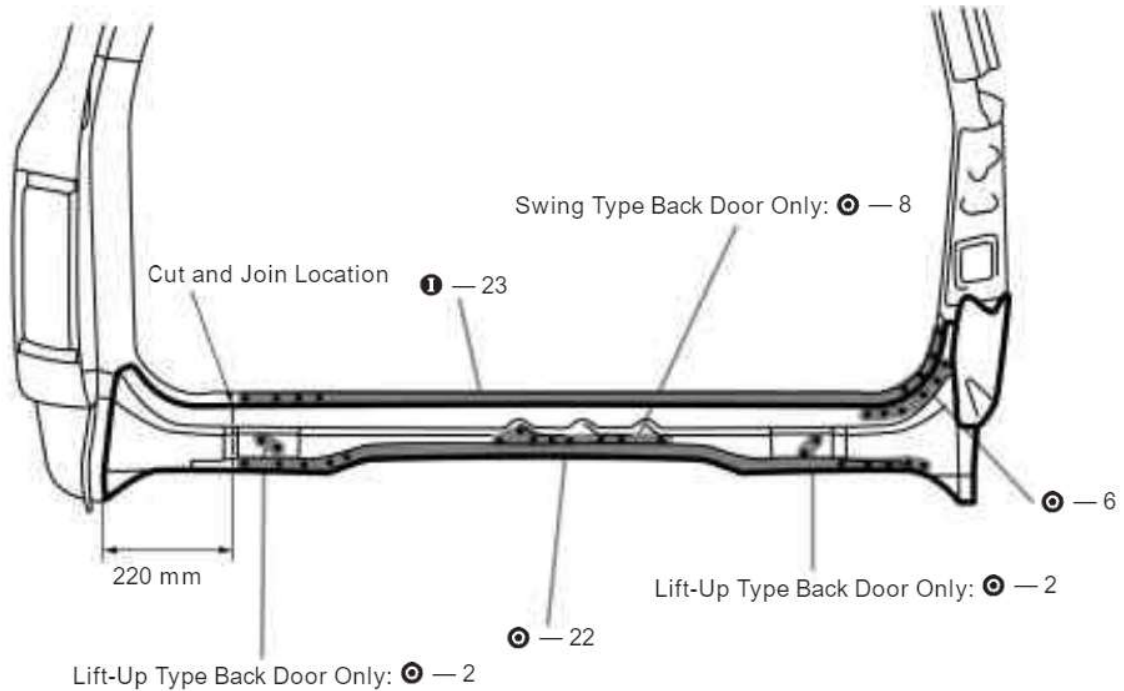 Swing Type Back Door Only: ⦿ — 8
Cut and Join Location
❶ — 23
⦿ — 6
220 mm
Lift-Up Type Back Door Only: ⦿ — 2
⦿ — 22
Lift-Up Type Back Door Only: ⦿ — 2